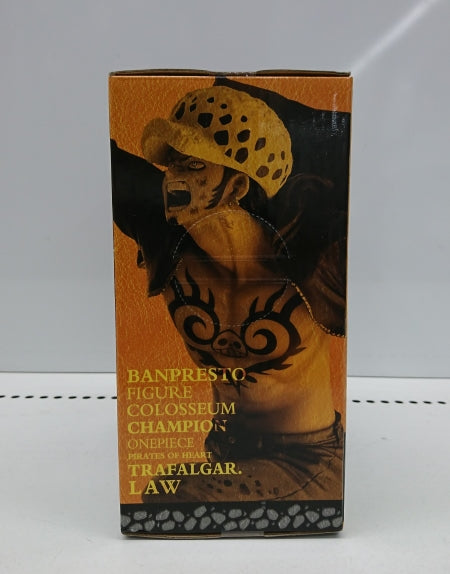 BANPRESTO
FIGURE
COLOSSEUM
CHAMPION
ONEPIECE
PIRATES OF HEART
TRAFALGAR.
LAW